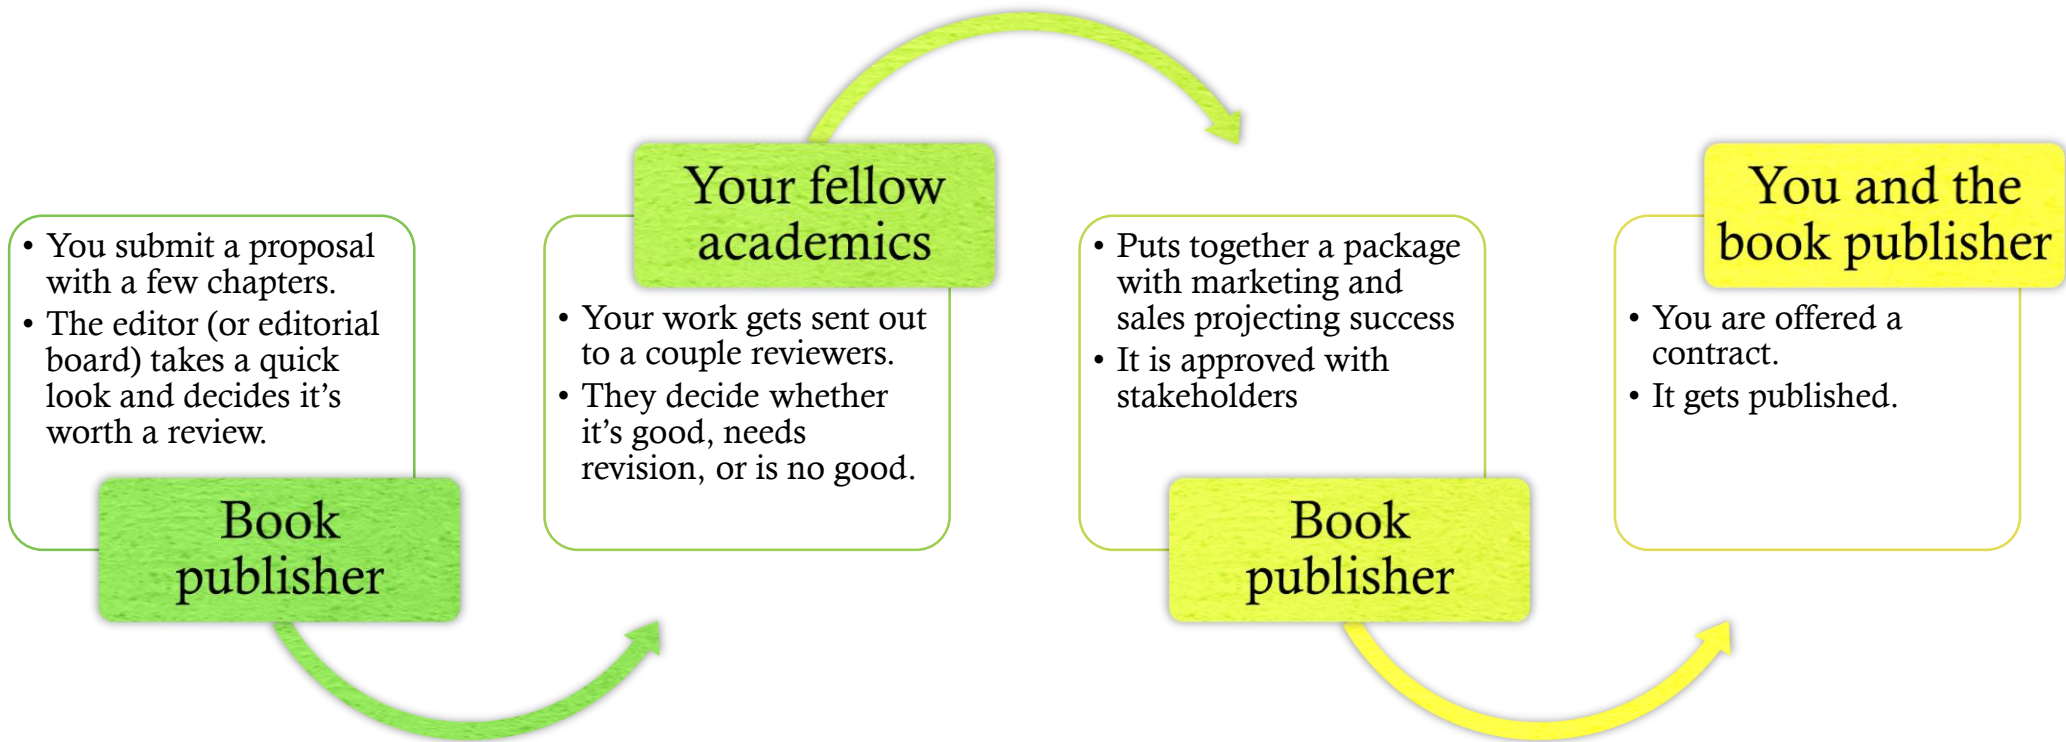 • You submit a proposal
with a few chapters.
• The editor (or editorial
board) takes a quick
look and decides it’s
worth a review.
Book
publisher
Your fellow
academics
• Your work gets sent out
to a couple reviewers.
• They decide whether
it’s good, needs
revision, or is no good.
• Puts together a package
with marketing and
sales projecting success
• It is approved with
stakeholders
Book
publisher
You and the
book publisher
• You are offered a
contract.
• It gets published.